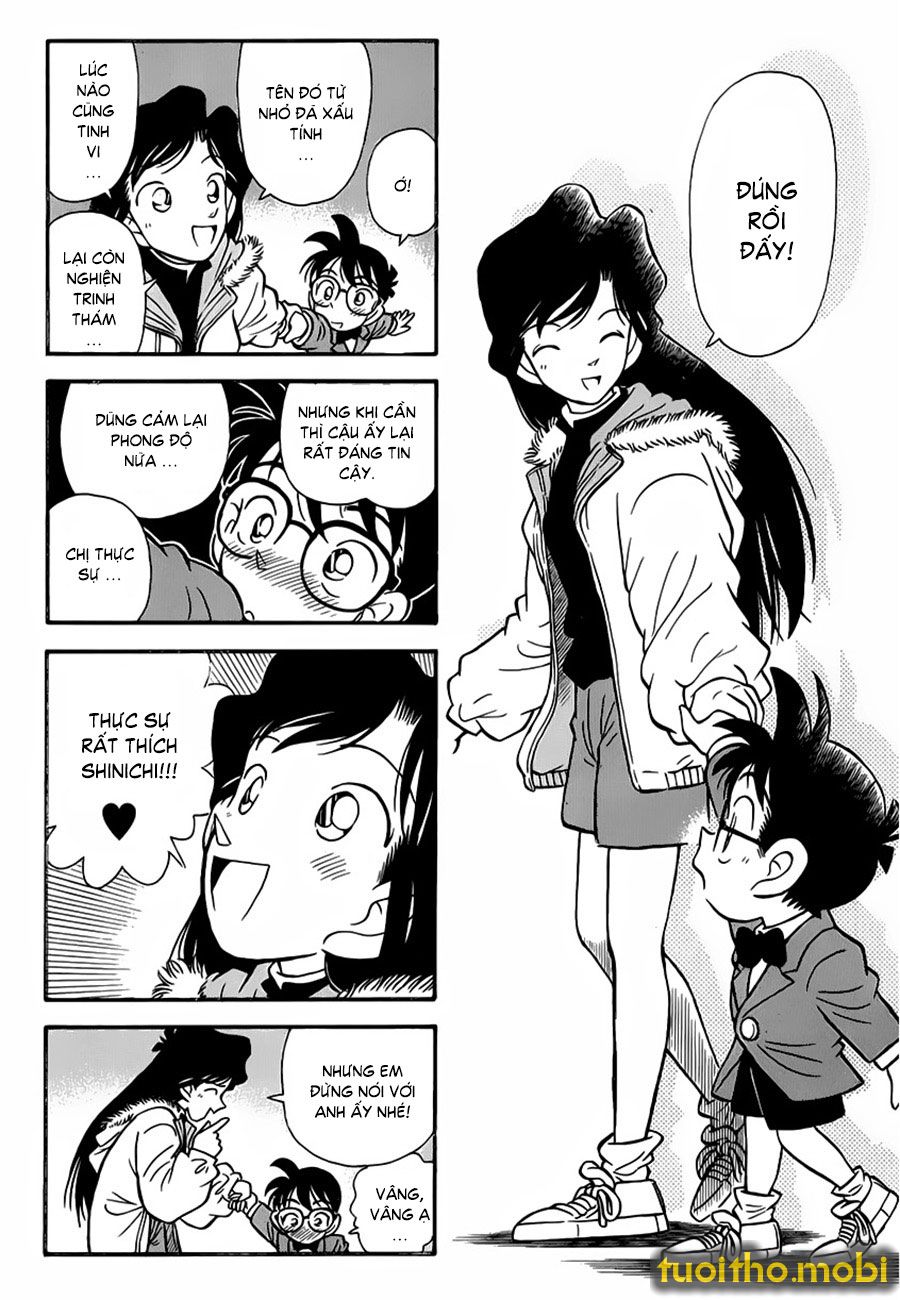 ĐÚNG
RỒI
ĐẤY!
TÊN ĐÓ TỪ
NHỎ ĐÃ XẤU
TÍNH
...
Ớ!
LÚC
NÀO
CŨNG
TINH
VI
...
LẠI CÒN
NGHIỆN
TRINH
THÁM
...
NHƯNG KHI CẦN
THÌ CẬU ẤY LẠI
RẤT ĐÁNG TIN
CẬY.
DŨNG CẢM LẠI
PHONG ĐỘ
NỮA ...
CHỊ THỰC
SỰ ...
THỰC SỰ
RẤT THÍCH
SHINICHI!!!
♥
NHƯNG EM
ĐỪNG NÓI VỚI
ANH ẤY NHÉ!
VÂNG,
VÂNG Ạ
...
tuoitho.mobi